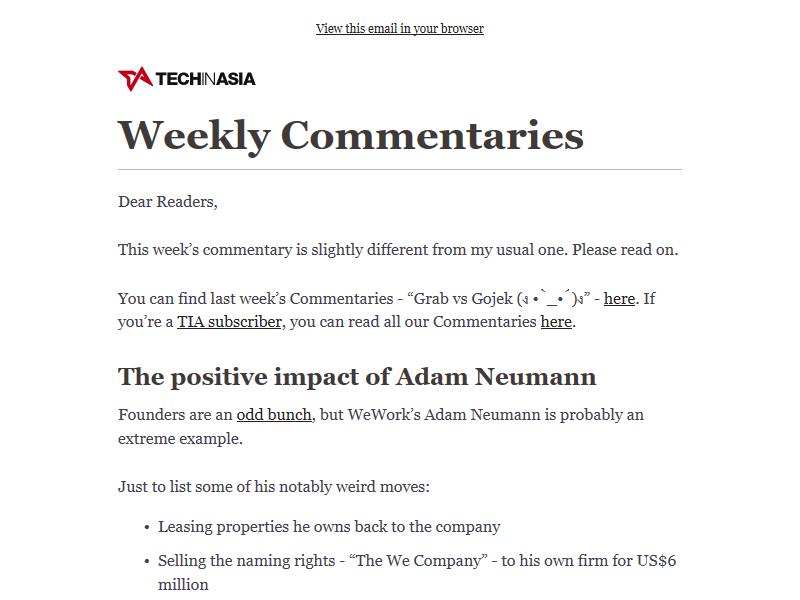 View this email in your browser
TECHINASIA
Weekly Commentaries
Dear Readers,
This week’s commentary is slightly different from my usual one. Please read on.
You can find last week’s Commentaries - “Grab vs Gojek (ง •̀_•́)ง” - here. If
you’re a TIA subscriber, you can read all our Commentaries here.
The positive impact of Adam Neumann
Founders are an odd bunch, but WeWork’s Adam Neumann is probably an
extreme example.
Just to list some of his notably weird moves:
• Leasing properties he owns back to the company
• Selling the naming rights - “The We Company” - to his own firm for US$6
million